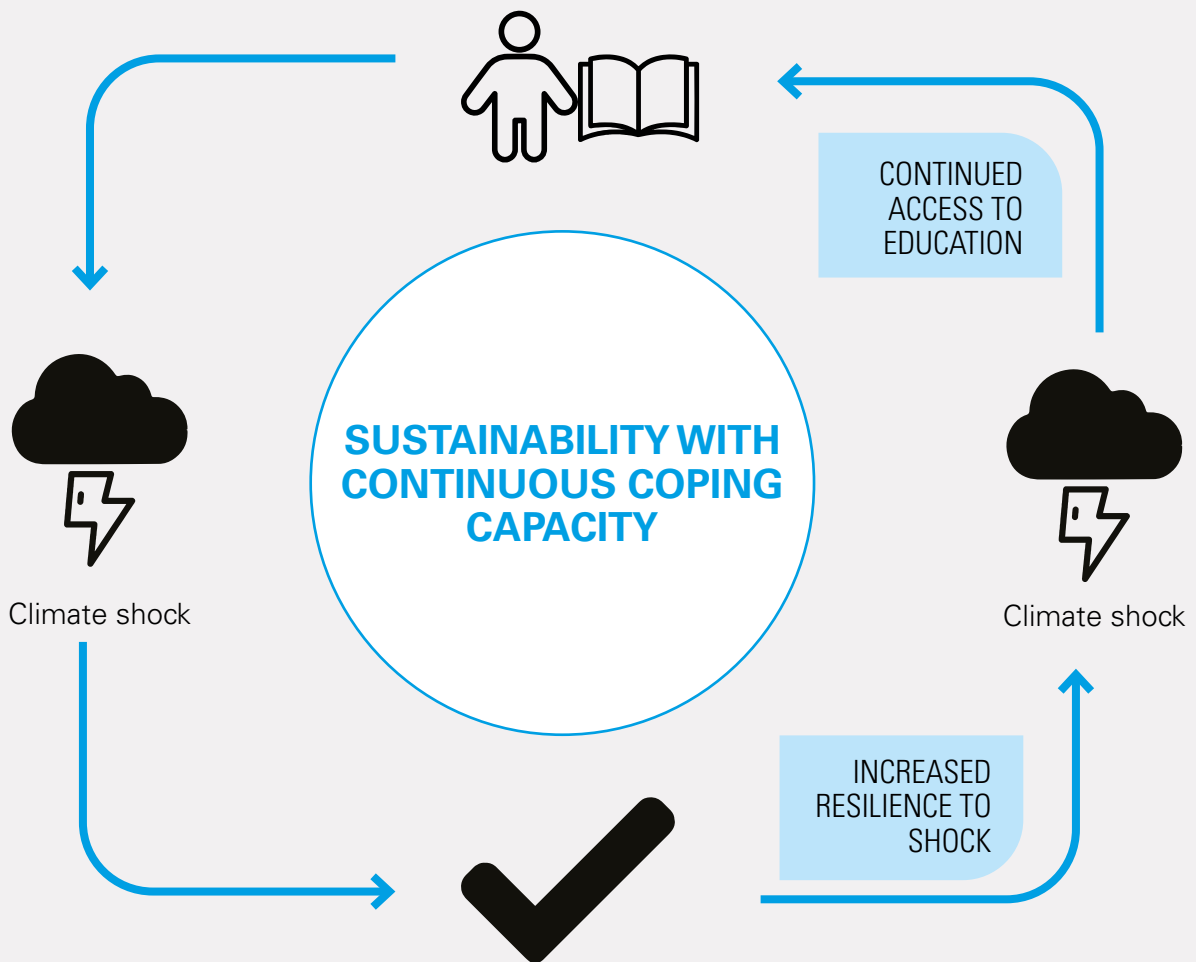 CONTINUED
ACCESS TO
EDUCATION
SUSTAINABILITY WITH
CONTINUOUS COPING
CAPACITY
Climate shock
Climate shock
INCREASED
RESILIENCE TO
SHOCK